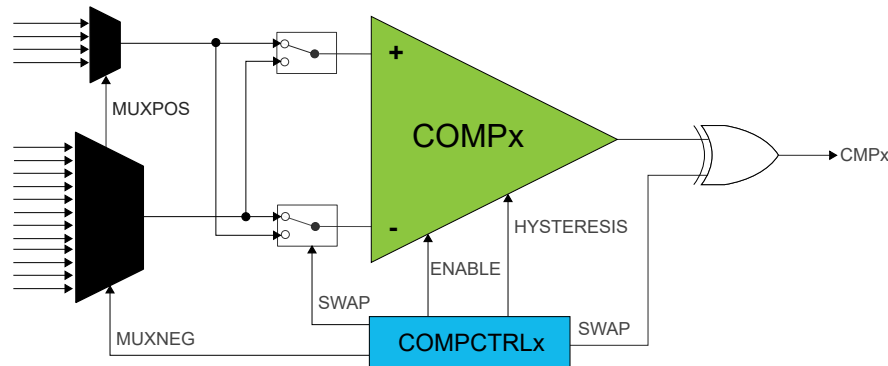 +
MUXPOS
COMPx
CMPx
-
HYSTERESIS
ENABLE
SWAP
SWAP
MUXNEG
COMPCTRLx